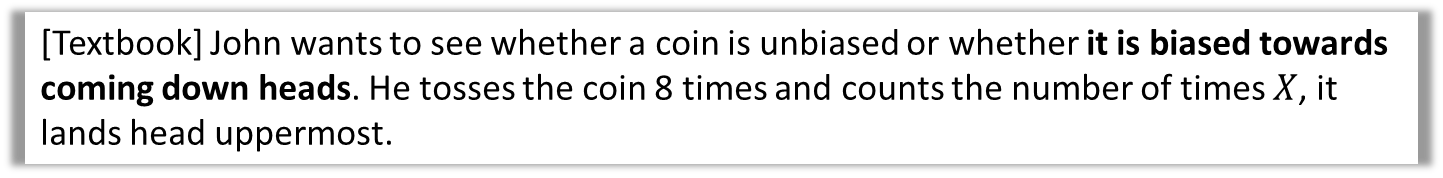 [Textbook] John wants to see whether a coin is unbiased or whether it is biased towards
coming down heads. He tosses the coin 8 times and counts the number of times X, it
lands head uppermost.